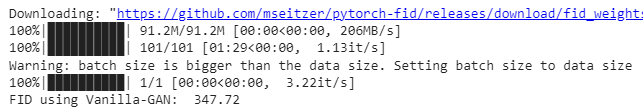 Downloading: "https://github.com/mseitzer/pytorch-fid/releases/download/fid_weights
100%|██████████| 91.2M/91.2M [00:00<00:00, 206MB/s]
100%|██████████| 101/101 [01:29<00:00,  1.13it/s]
Warning: batch size is bigger than the data size. Setting batch size to data size
100%|██████████| 1/1 [00:00<00:00,  3.22it/s]
FID using Vanilla-GAN:  347.72